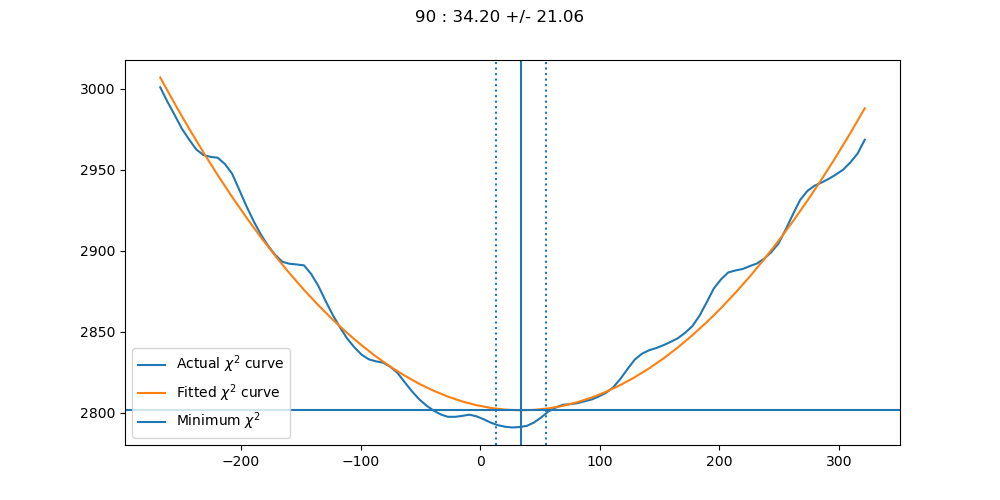 90 : 34.20 +/- 21.06
3000
2950
2900
2850
2800
Actual χ² curve
Fitted χ² curve
Minimum χ²
−200 −100 0 100 200 300